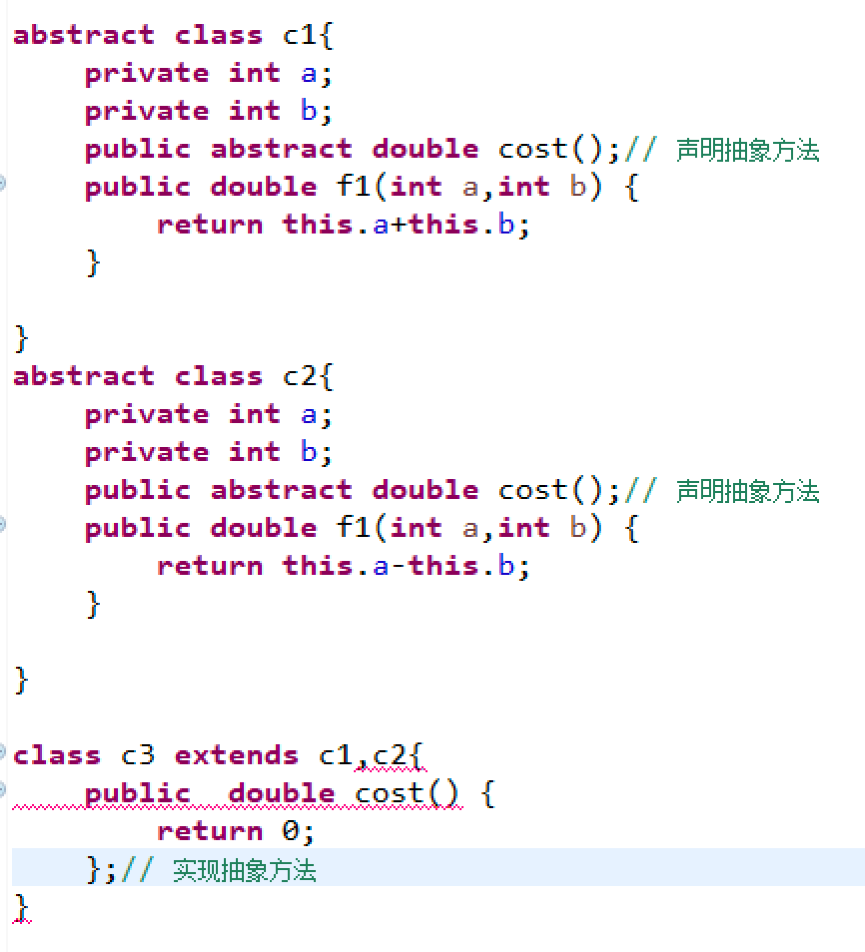 abstract class c1{
    private int a;
    private int b;
    public abstract double cost();// 声明抽象方法
    public double f1(int a,int b) {
        return this.a+this.b;
    }
}
abstract class c2{
    private int a;
    private int b;
    public abstract double cost();// 声明抽象方法
    public double f1(int a,int b) {
        return this.a-this.b;
    }
}
class c3 extends c1,c2{
    public  double cost() {
        return 0;
    };// 实现抽象方法
}